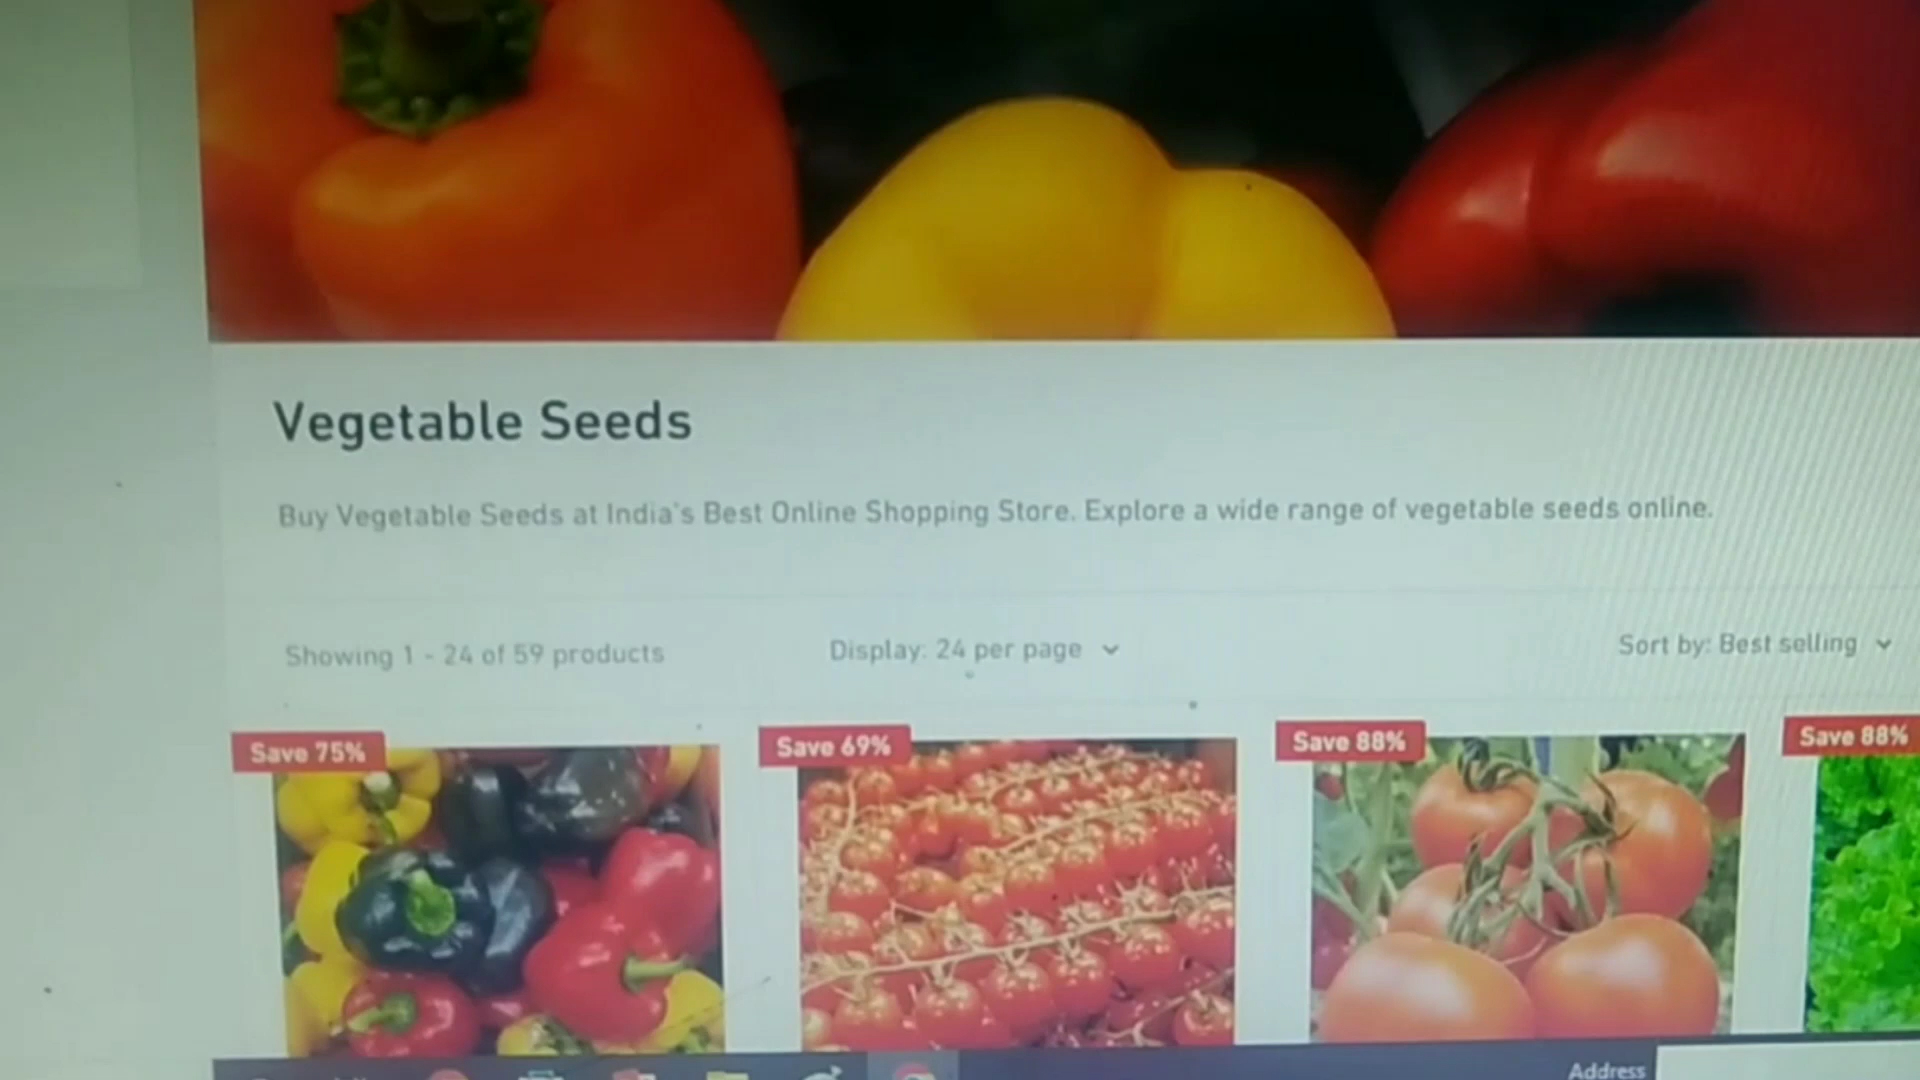 Vegetable Seeds
Buy Vegetable Seeds at India's Best Online Shopping Store. Explore a wide range of vegetable seeds online.
Showing 1 - 24 of 59 products
Display: 24 per page
Sort by: Best selling
Save 75%
Save 69%
Save 88%
Save 88%
Address